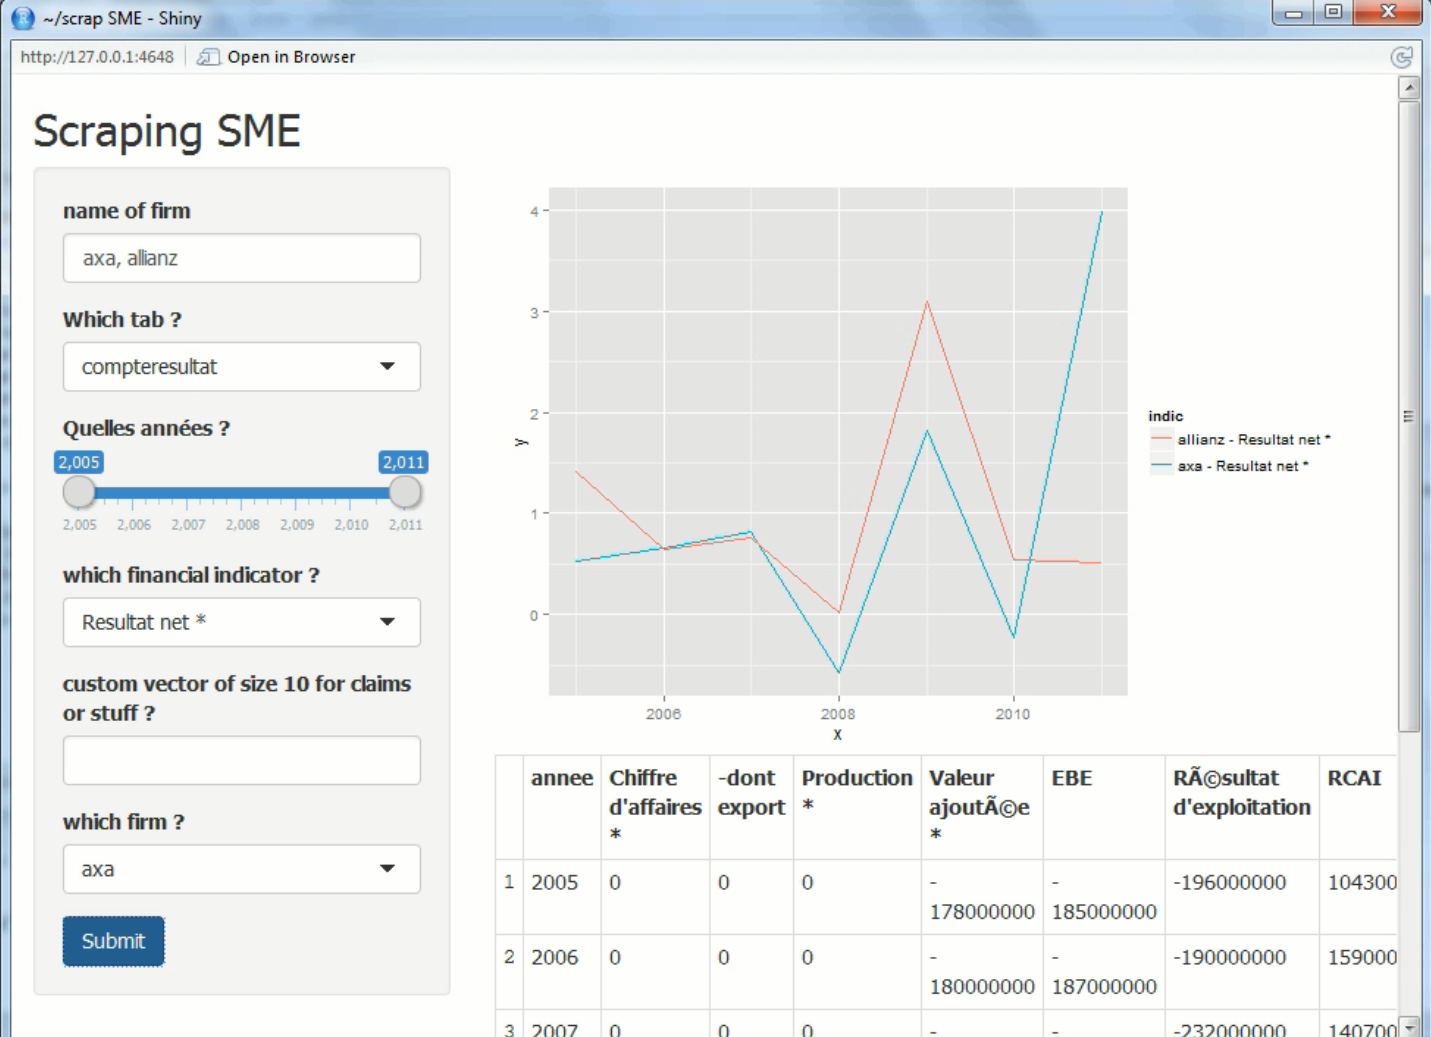 ~/scrap SME - Shiny
http://127.0.0.1:4648 Open in Browser
Scraping SME
name of firm
axa, allianz
Which tab ?
compteresultat
Quelles années ?
2,005 2,011
2,005 2,006 2,007 2,008 2,009 2,010 2,011
which financial indicator ?
Resultat net *
custom vector of size 10 for claims
or stuff ?
which firm ?
axa
Submit
4
3
2
1
0
y
2006 2008 2010
x
indic
allianz - Resultat net *
axa - Resultat net *
annee Chiffre -dont Production Valeur EBE RÃ©sultat RCAI
d'affaires export * ajoutÃ©e d'exploitation
* *
1 2005 0 0 0 - - -196000000 104300
178000000 185000000
2 2006 0 0 0 - - -190000000 159000
180000000 187000000
3 2007 0 0 0 - - -232000000 140700